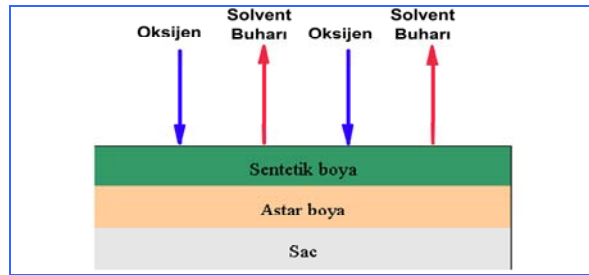 Oksijen
Solvent
Buharı
Oksijen
Solvent
Buharı
Sentetik boya
Astar boya
Sac